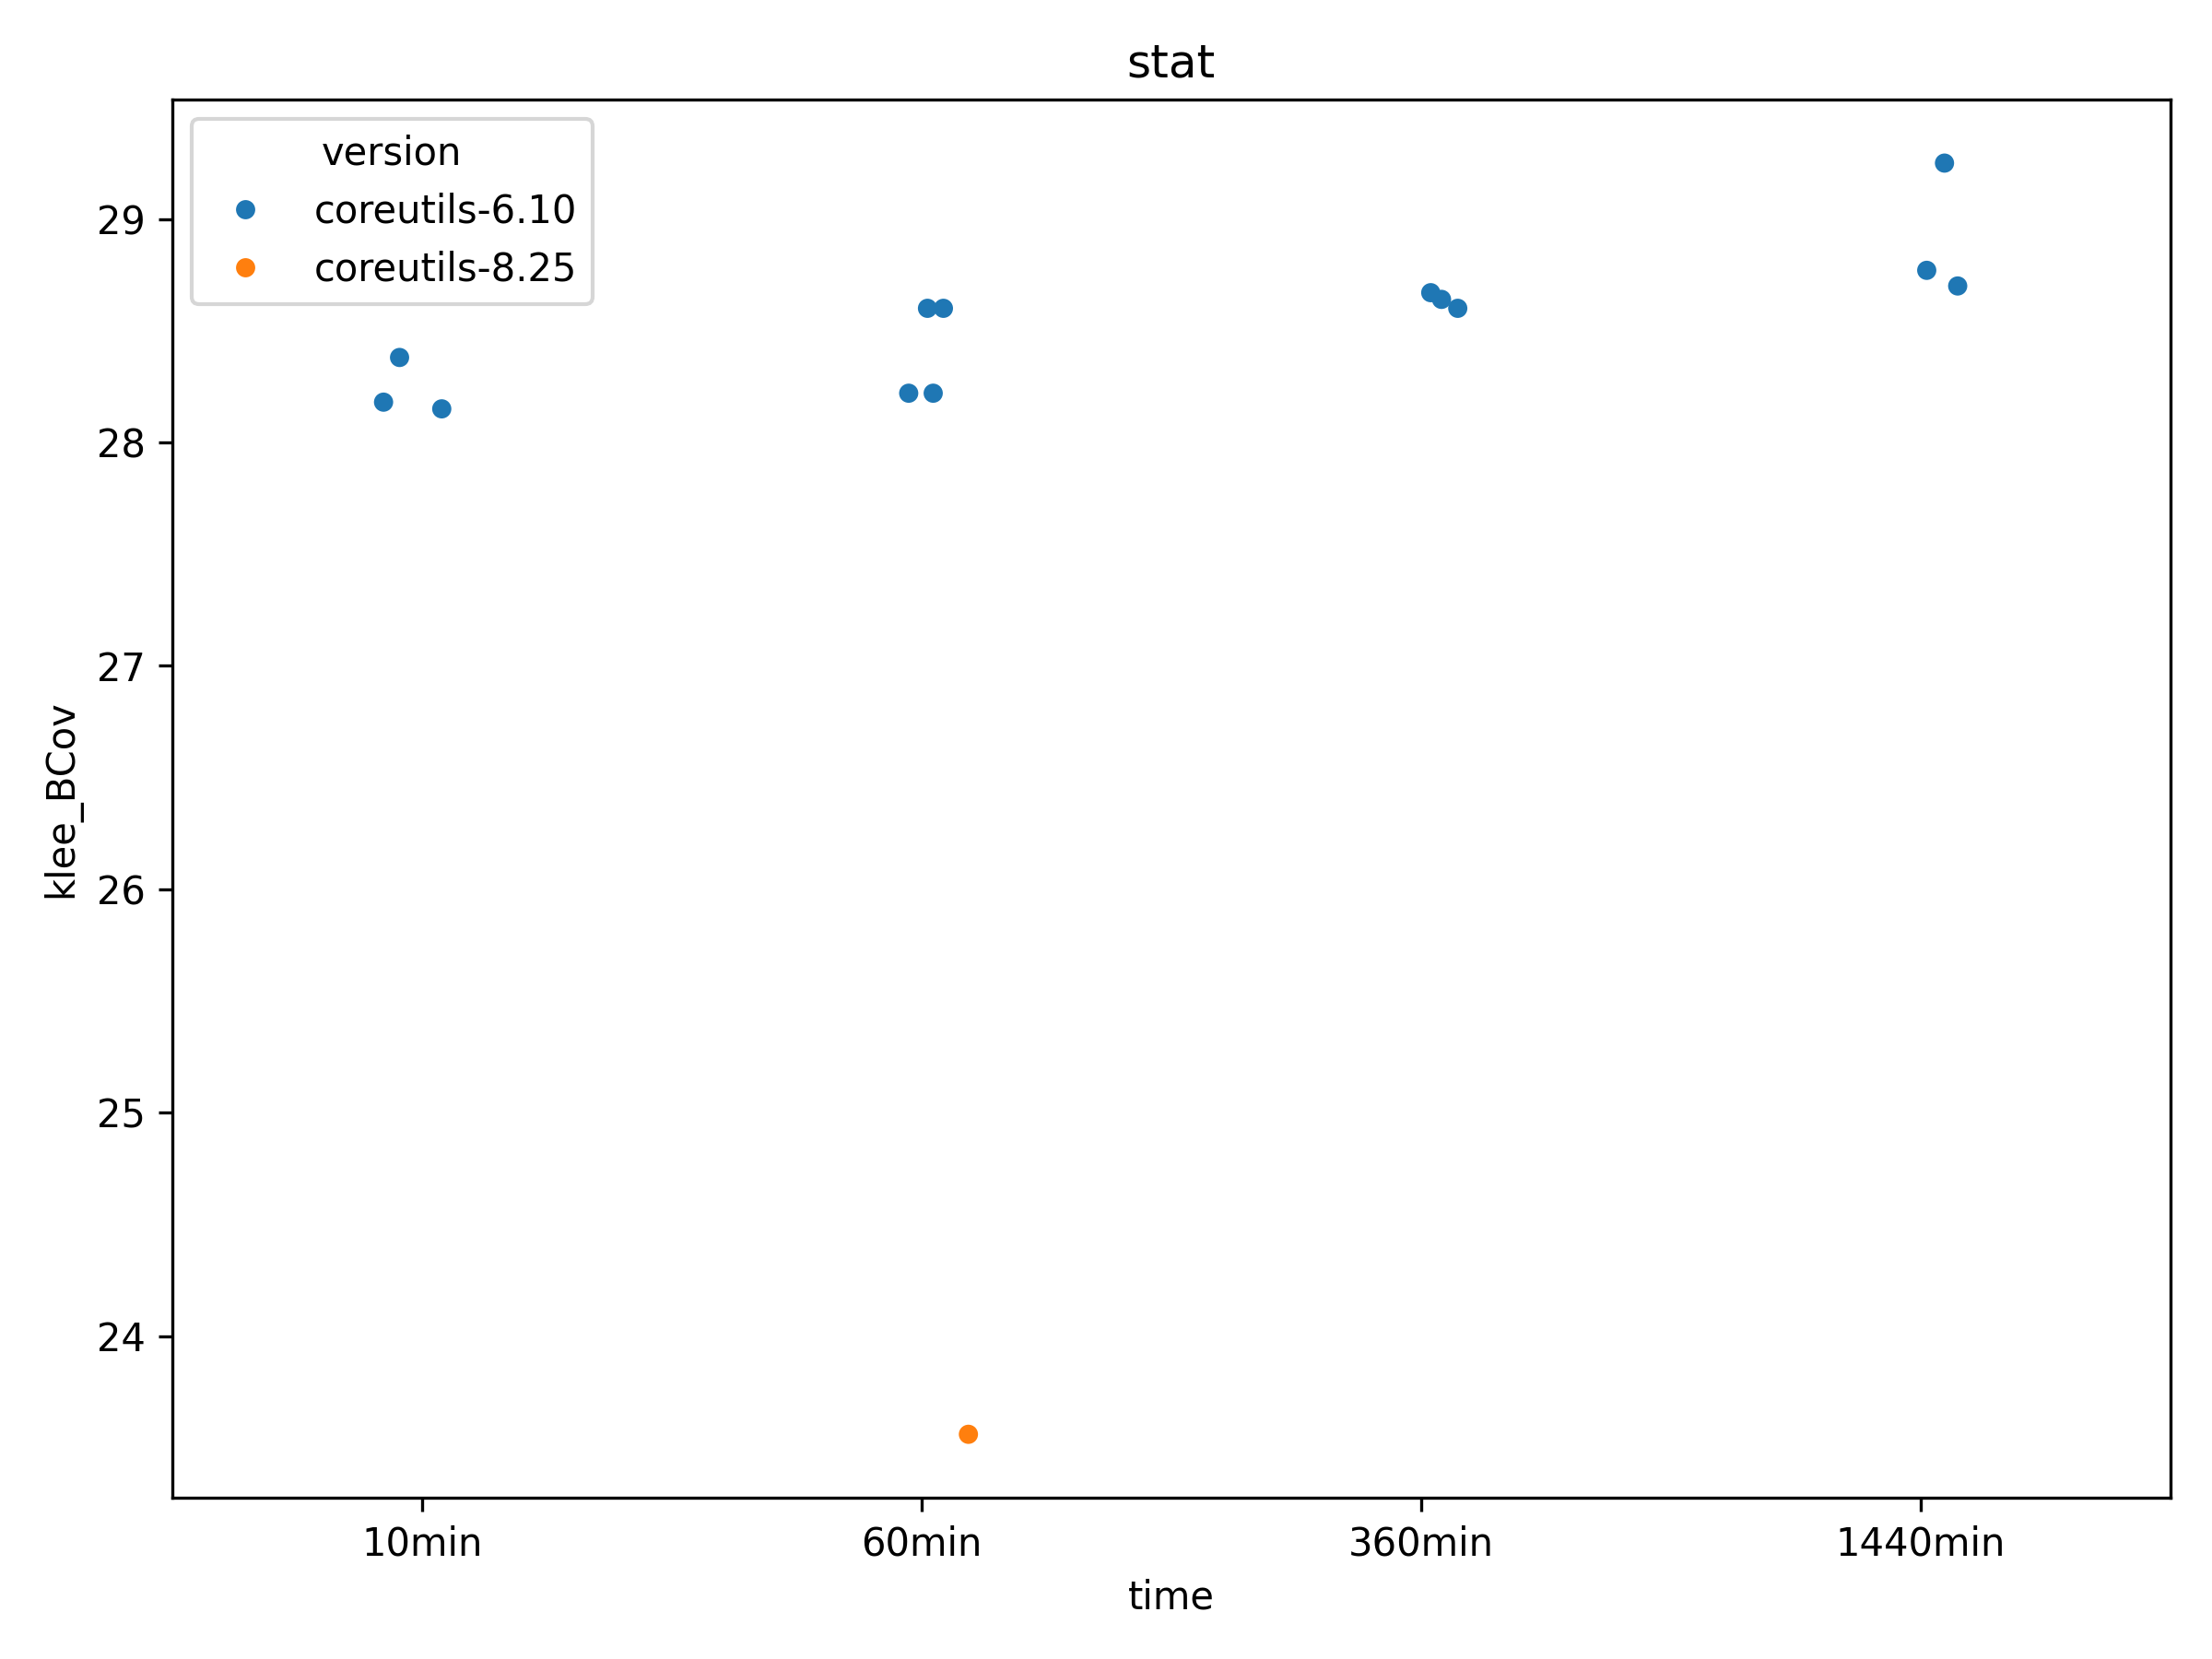 stat
version
coreutils-6.10
coreutils-8.25
29
28
27
26
25
24
klee_BCov
10min
60min
360min
1440min
time